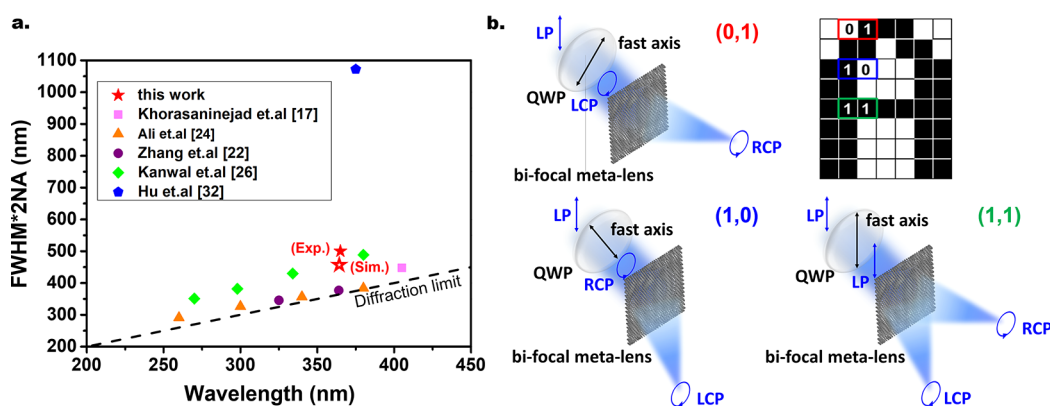 a.
FWHM*2NA (nm)
1100
1000
900
800
700
600
500
400
300
200
this work
Khorasaninejad et.al [17]
Ali et.al [24]
Zhang et.al [22]
Kanwal et.al [26]
Hu et.al [32]
(Exp.)
(Sim.)
Diffraction limit
200
250
300
350
400
450
Wavelength (nm)
b.
LP
fast axis
(0,1)
QWP
LCP
RCP
bi-focal meta-lens
0 1
1 0
1 1
LP
fast axis
(1,0)
QWP
RCP
bi-focal meta-lens
LCP
LP
fast axis
(1,1)
QWP
LP
RCP
bi-focal meta-lens
LCP